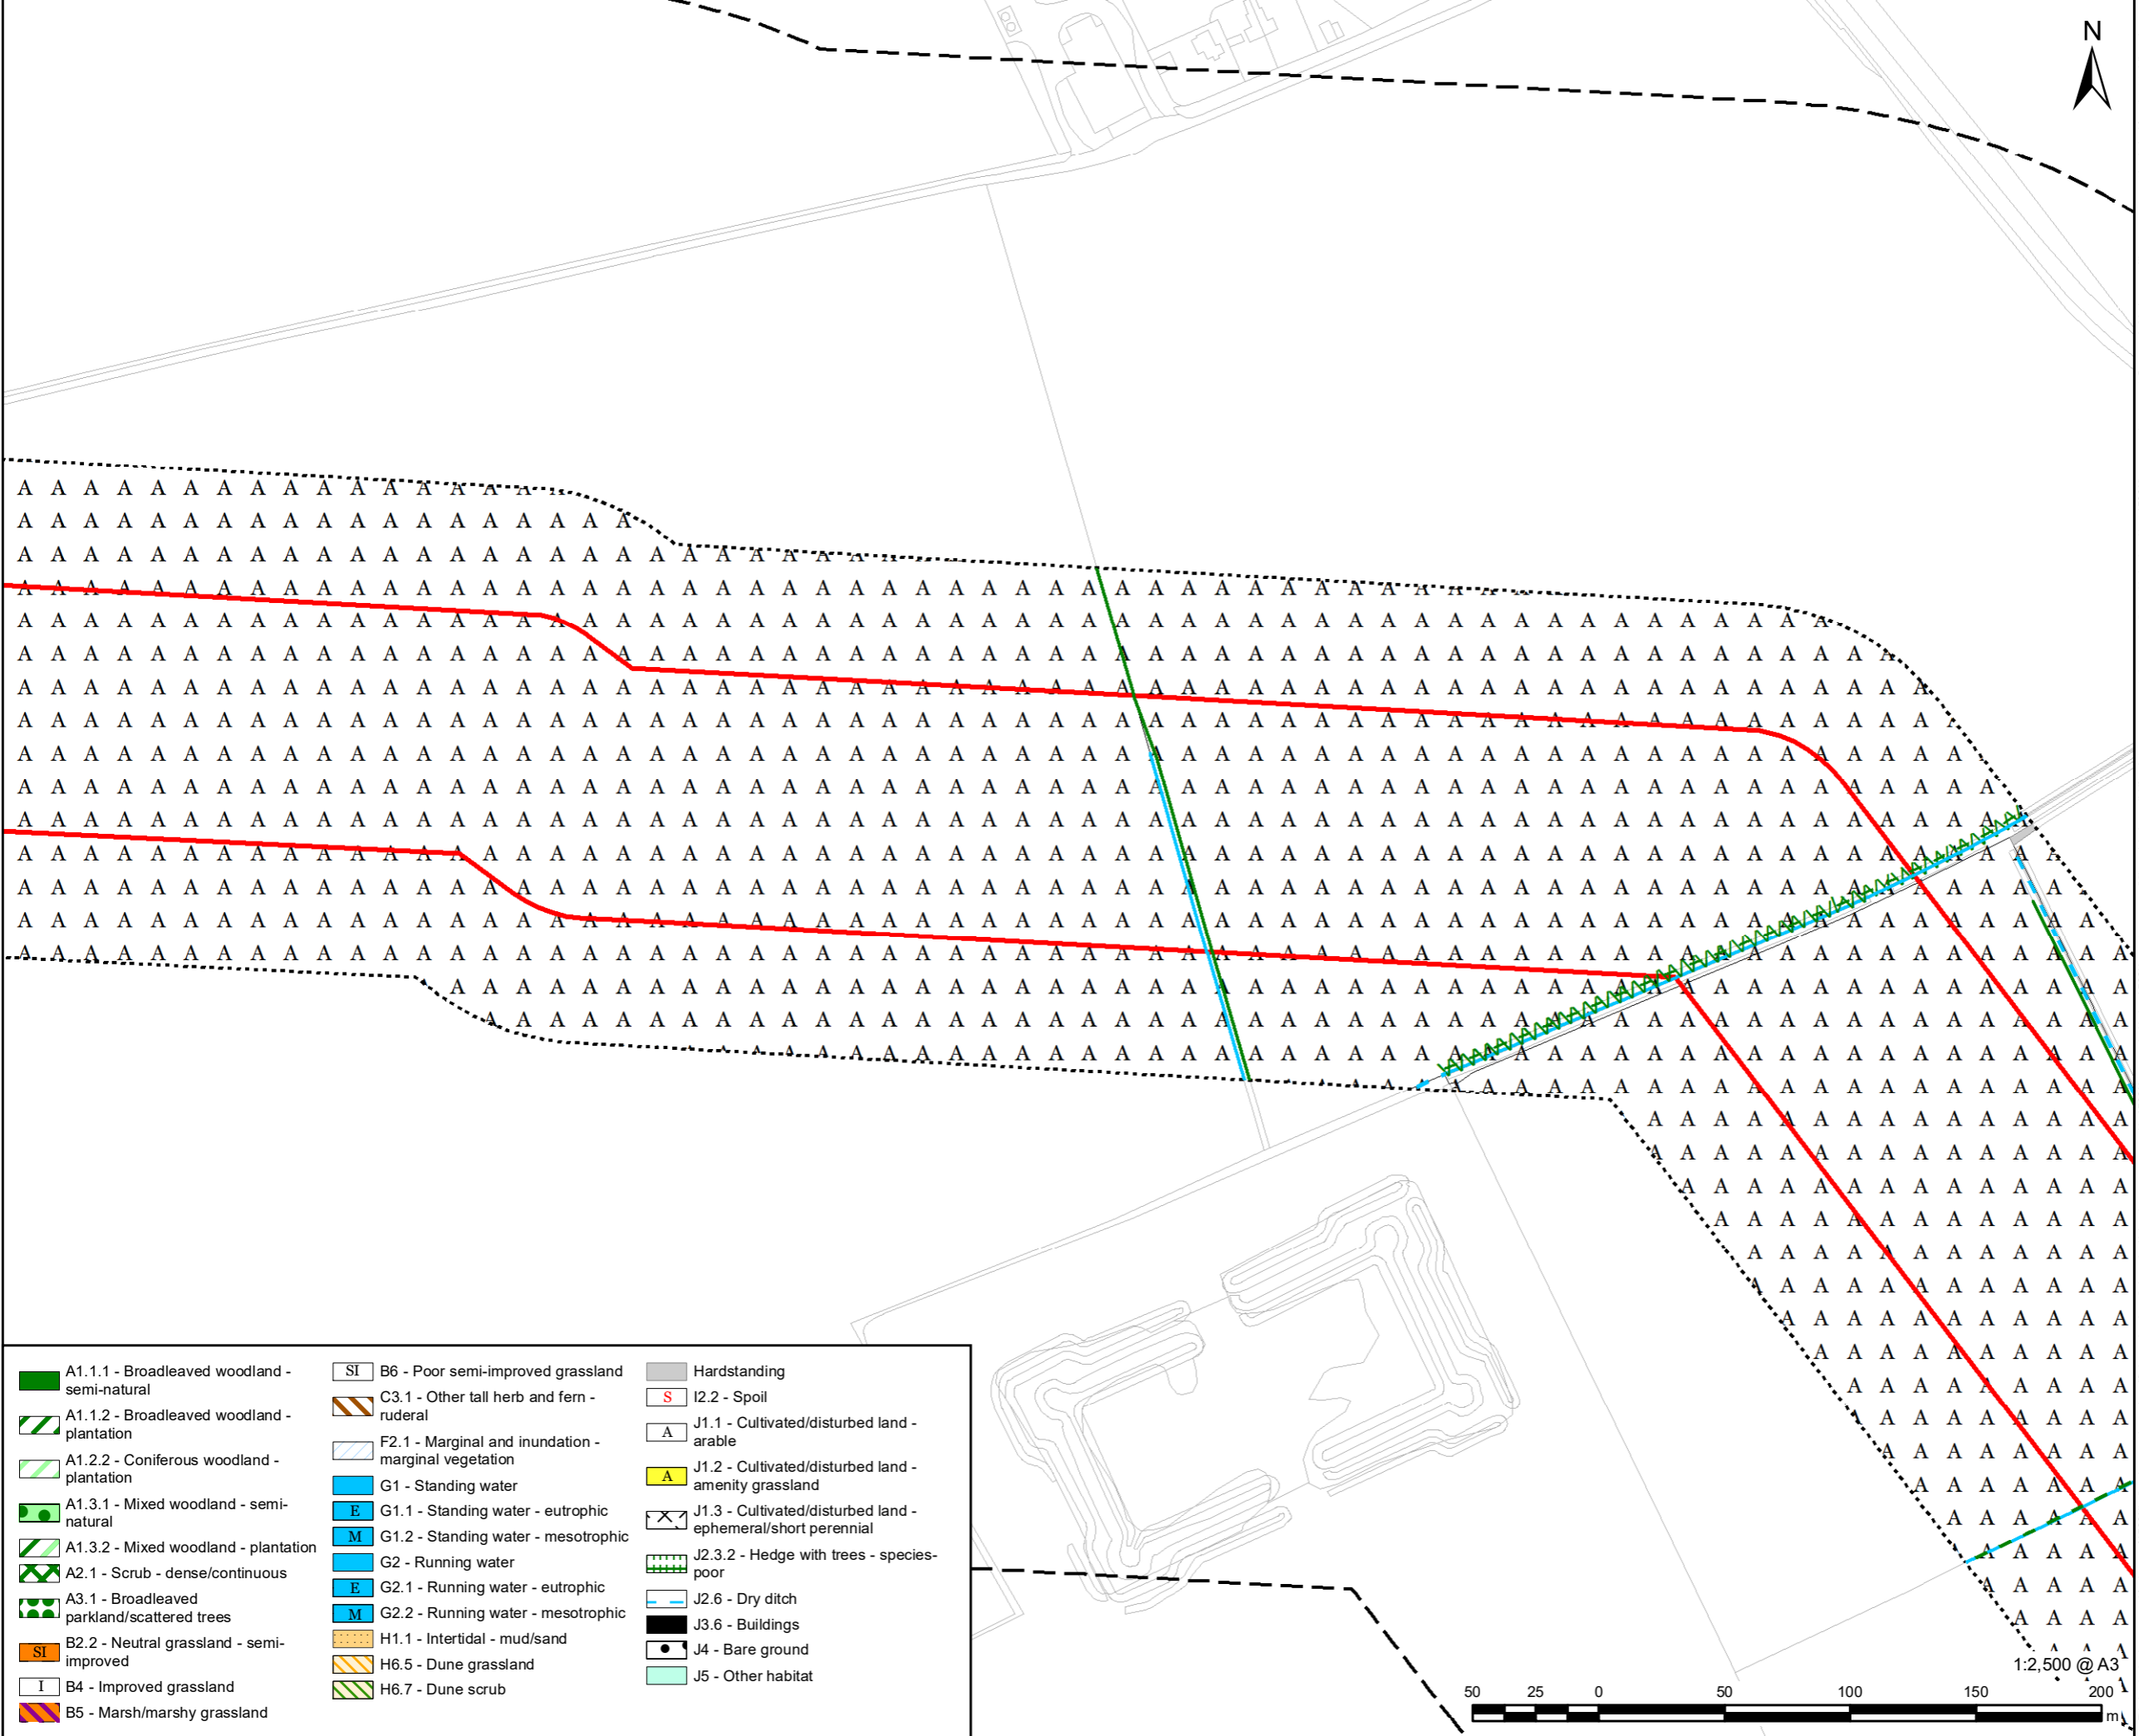 N
A1.1.1 - Broadleaved woodland -
semi-natural
A1.1.2 - Broadleaved woodland -
plantation
A1.2.2 - Coniferous woodland -
plantation
A1.3.1 - Mixed woodland - semi-
natural
A1.3.2 - Mixed woodland - plantation
A2.1 - Scrub - dense/continuous
A3.1 - Broadleaved
parkland/scattered trees
SI B2.2 - Neutral grassland - semi-
improved
I B4 - Improved grassland
B5 - Marsh/marshy grassland
SI B6 - Poor semi-improved grassland
C3.1 - Other tall herb and fern -
ruderal
F2.1 - Marginal and inundation -
marginal vegetation
G1 - Standing water
E G1.1 - Standing water - eutrophic
M G1.2 - Standing water - mesotrophic
G2 - Running water
E G2.1 - Running water - eutrophic
M G2.2 - Running water - mesotrophic
H1.1 - Intertidal - mud/sand
H6.5 - Dune grassland
H6.7 - Dune scrub
Hardstanding
S I2.2 - Spoil
A J1.1 - Cultivated/disturbed land -
arable
A J1.2 - Cultivated/disturbed land -
amenity grassland
J1.3 - Cultivated/disturbed land -
ephemeral/short perennial
J2.3.2 - Hedge with trees - species-
poor
J2.6 - Dry ditch
J3.6 - Buildings
J4 - Bare ground
J5 - Other habitat
1:2,500 @ A3
50 25 0 50 100 150 200
m